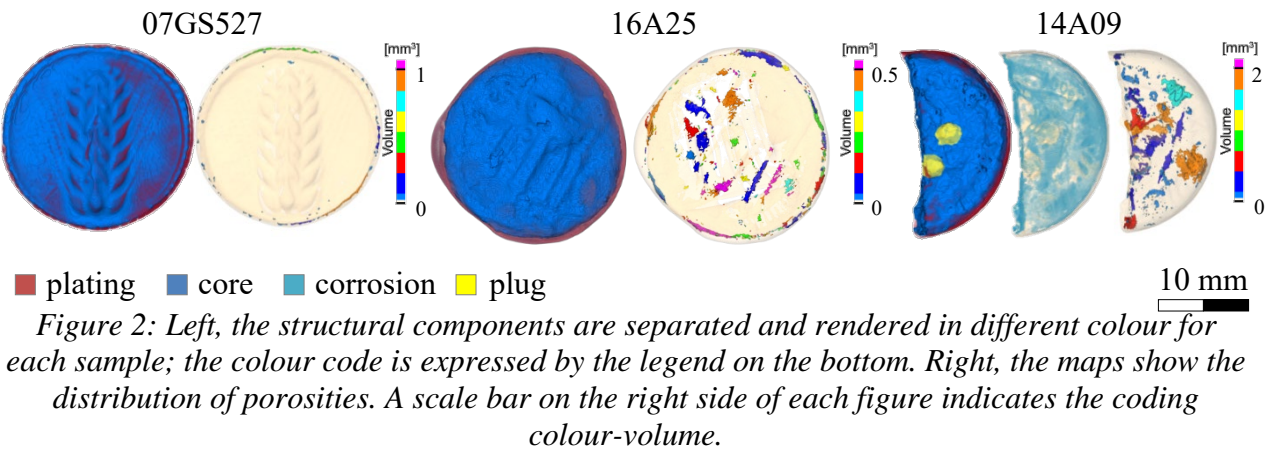 07GS527 16A25 14A09
[mm³] [mm³] [mm³]
1 0.5 2
Volume Volume Volume
0 0 0
plating core corrosion plug 10 mm
Figure 2: Left, the structural components are separated and rendered in different colour for
each sample; the colour code is expressed by the legend on the bottom. Right, the maps show the
distribution of porosities. A scale bar on the right side of each figure indicates the coding
colour-volume.